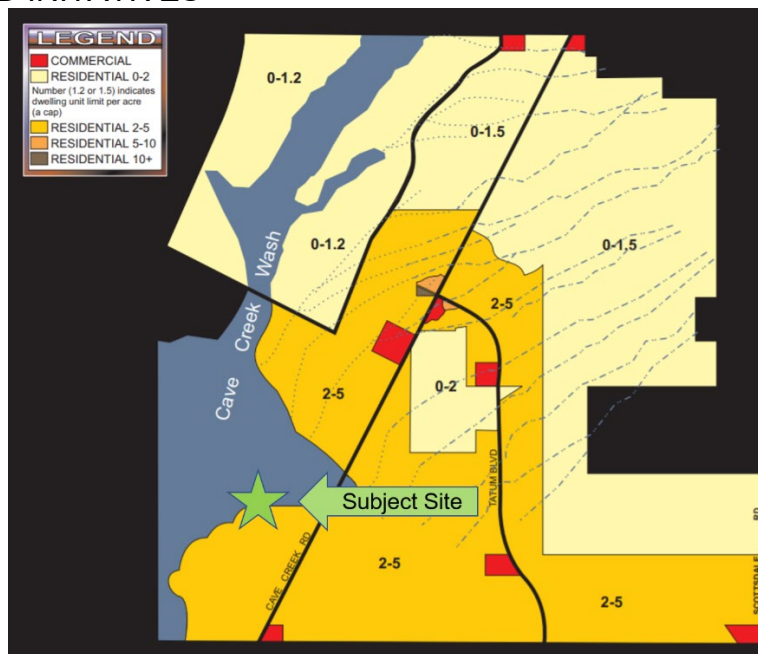 LEGEND
COMMERCIAL
RESIDENTIAL 0-2
Number (1.2 or 1.5) indicates
dwelling unit limit per acre
(a cap)
RESIDENTIAL 2-5
RESIDENTIAL 5-10
RESIDENTIAL 10+
0-1.2
0-1.5
0-1.2
0-1.5
Cave Creek Wash
2-5
2-5
0-2
TATUM BLVD
Subject Site
CAVE CREEK RD
2-5
2-5
SCOTTSDALE RD